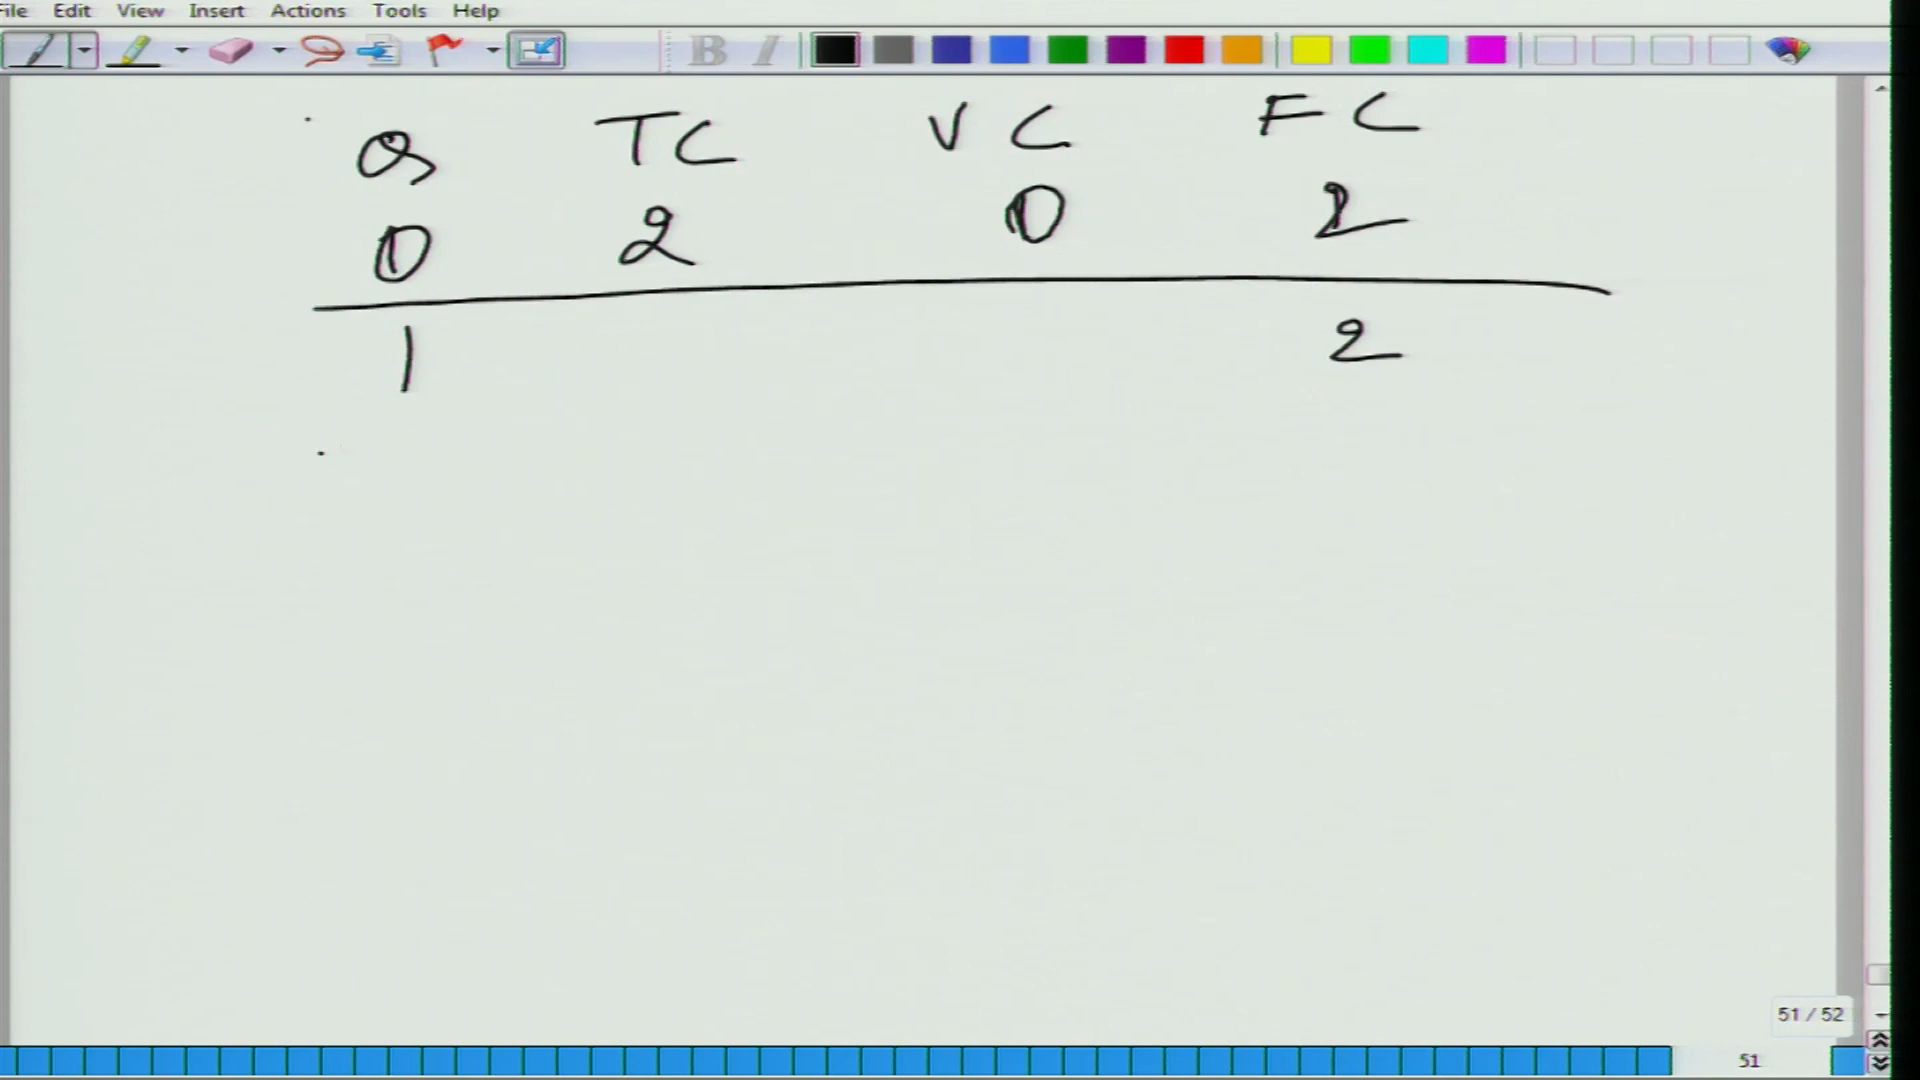 File Edit View Insert Actions Tools Help
B I
Q TC VC FC
0 2 0 2
1 2
51 / 52
51